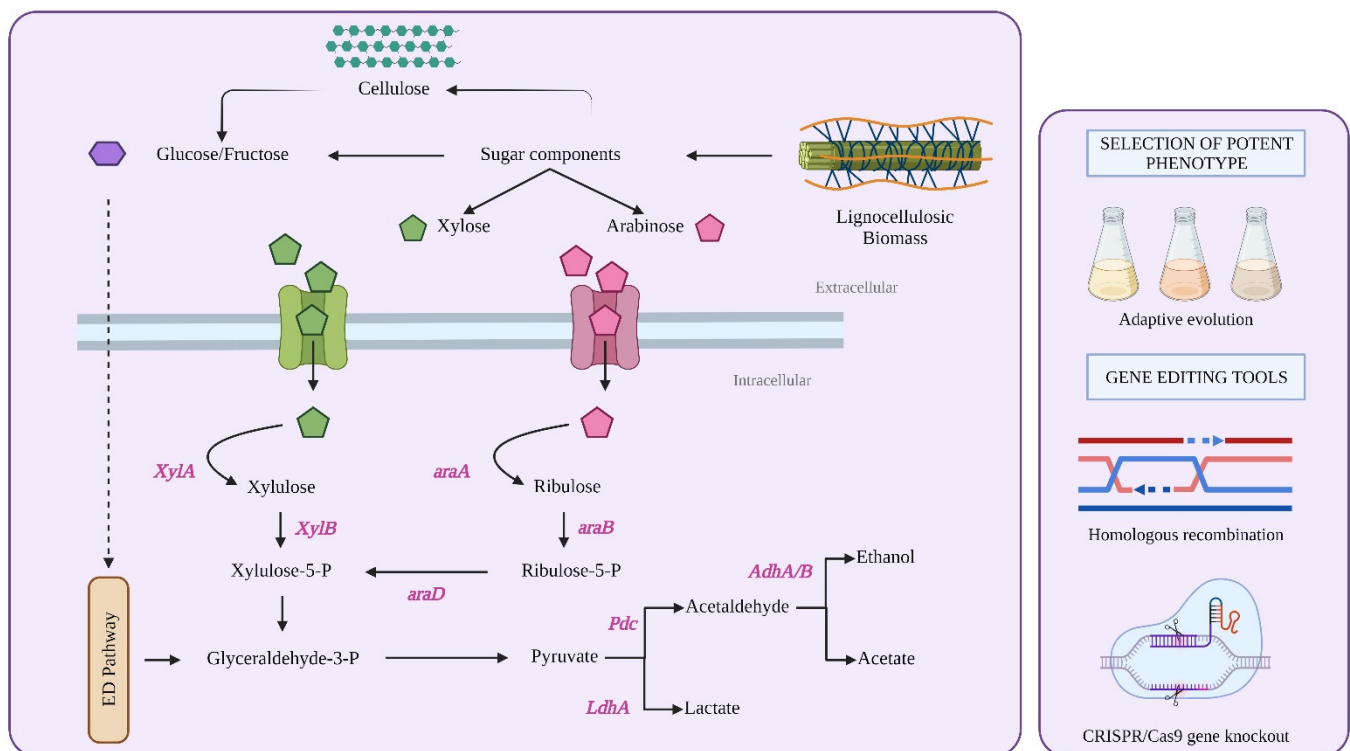 Cellulose
Glucose/Fructose
Sugar components
Xylose
Arabinose
Lignocellulosic
Biomass
Extracellular
Intracellular
XylA
araA
Xylulose
Ribulose
XylB
araB
Xylulose-5-P
Ribulose-5-P
araD
AdhA/B
Ethanol
Acetaldehyde
Pdc
ED Pathway
Glyceraldehyde-3-P
Pyruvate
Acetate
LdhA
Lactate
SELECTION OF POTENT
PHENOTYPE
Adaptive evolution
GENE EDITING TOOLS
Homologous recombination
CRISPR/Cas9 gene knockout